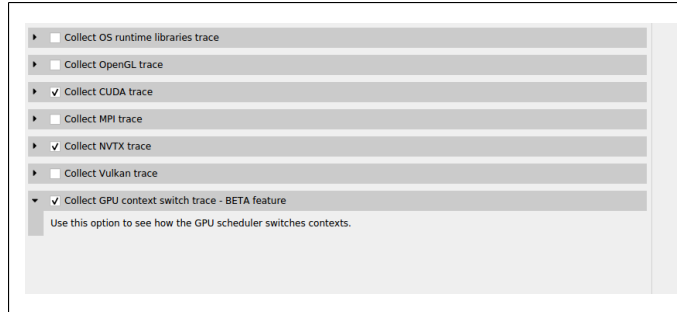 Collect OS runtime libraries trace
Collect OpenGL trace
Collect CUDA trace
Collect MPI trace
Collect NVTX trace
Collect Vulkan trace
Collect GPU context switch trace - BETA feature
Use this option to see how the GPU scheduler switches contexts.